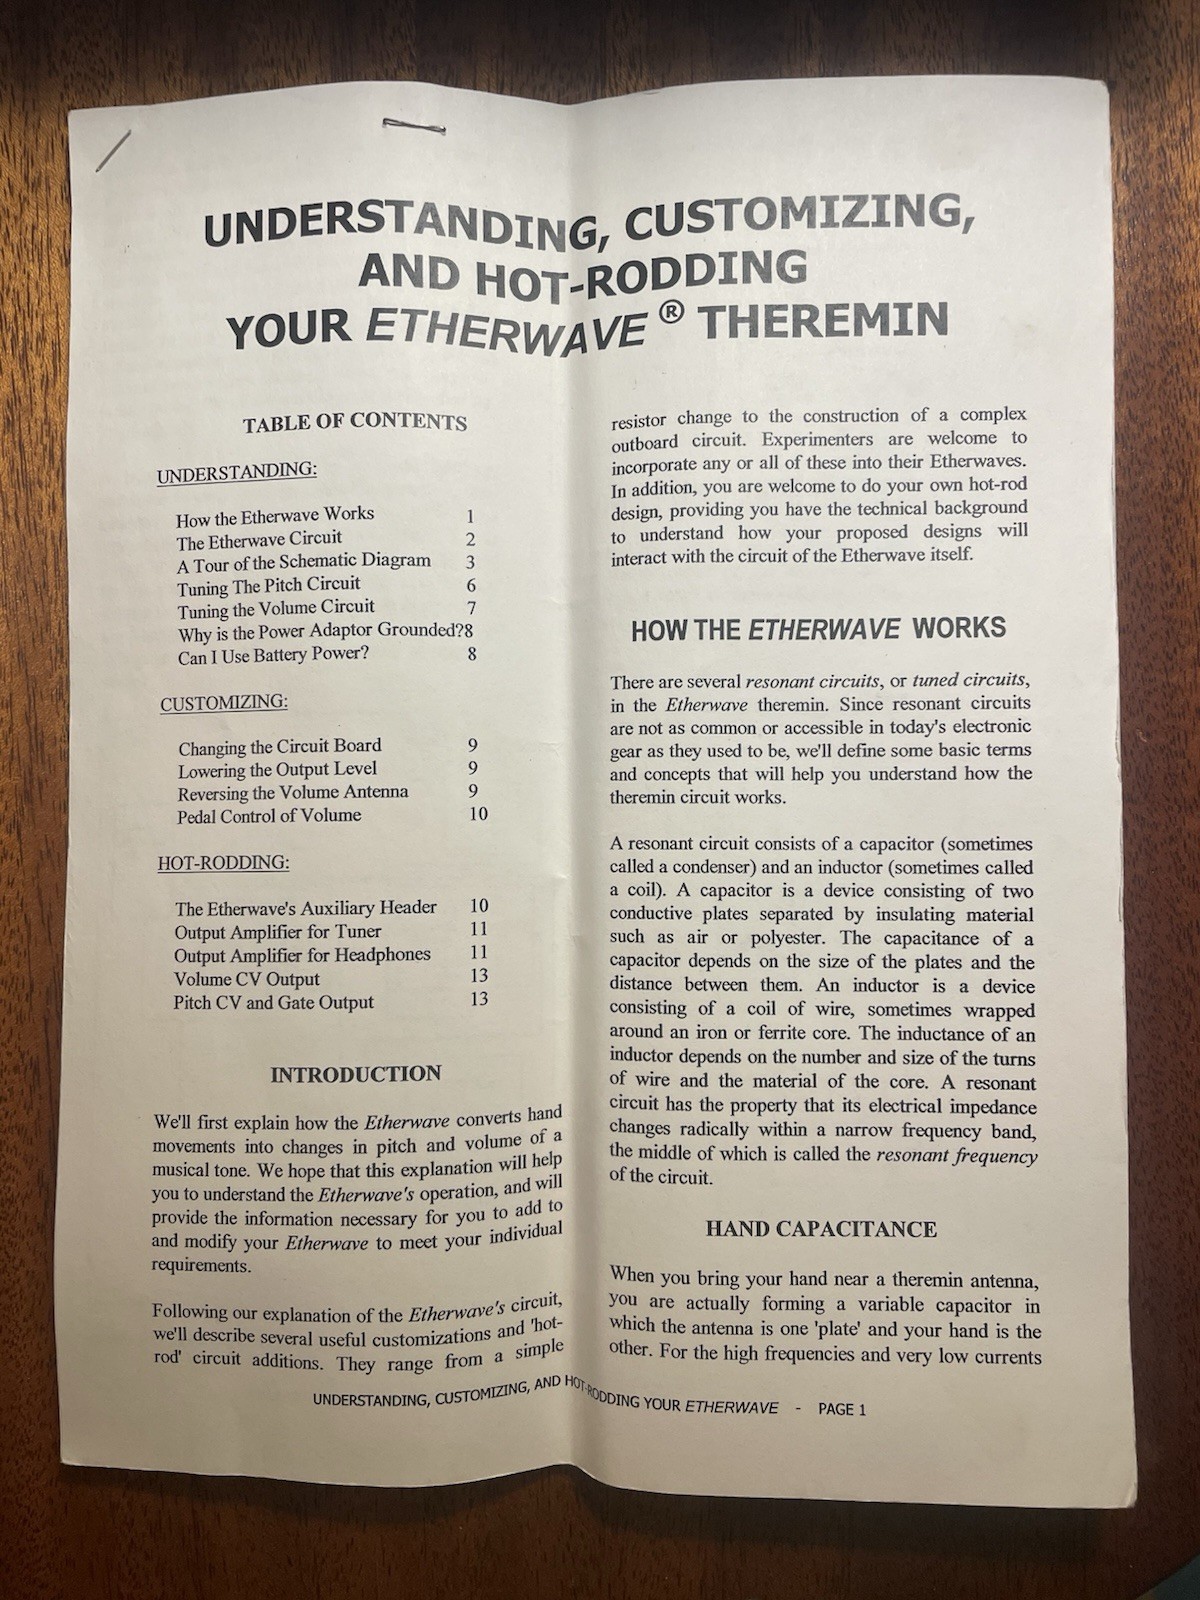 UNDERSTANDING, CUSTOMIZING,
AND HOT-RODDING
YOUR ETHERWAVE ® THEREMIN
TABLE OF CONTENTS
UNDERSTANDING:
How the Etherwave Works 1
The Etherwave Circuit 2
A Tour of the Schematic Diagram 3
Tuning The Pitch Circuit 6
Tuning the Volume Circuit 7
Why is the Power Adaptor Grounded?8
Can I Use Battery Power? 8
CUSTOMIZING:
Changing the Circuit Board 9
Lowering the Output Level 9
Reversing the Volume Antenna 9
Pedal Control of Volume 10
HOT-RODDING:
The Etherwave's Auxiliary Header 10
Output Amplifier for Tuner 11
Output Amplifier for Headphones 11
Volume CV Output 13
Pitch CV and Gate Output 13
INTRODUCTION
We'll first explain how the Etherwave converts hand
movements into changes in pitch and volume of a
musical tone. We hope that this explanation will help
you to understand the Etherwave's operation, and will
provide the information necessary for you to add to
and modify your Etherwave to meet your individual
requirements.
Following our explanation of the Etherwave's circuit,
we'll describe several useful customizations and 'hot-
rod' circuit additions. They range from a simple
resistor change to the construction of a complex
outboard circuit. Experimenters are welcome to
incorporate any or all of these into their Etherwaves.
In addition, you are welcome to do your own hot-rod
design, providing you have the technical background
to understand how your proposed designs will
interact with the circuit of the Etherwave itself.
HOW THE ETHERWAVE WORKS
There are several resonant circuits, or tuned circuits,
in the Etherwave theremin. Since resonant circuits
are not as common or accessible in today's electronic
gear as they used to be, we'll define some basic terms
and concepts that will help you understand how the
theremin circuit works.
A resonant circuit consists of a capacitor (sometimes
called a condenser) and an inductor (sometimes called
a coil). A capacitor is a device consisting of two
conductive plates separated by insulating material
such as air or polyester. The capacitance of a
capacitor depends on the size of the plates and the
distance between them. An inductor is a device
consisting of a coil of wire, sometimes wrapped
around an iron or ferrite core. The inductance of an
inductor depends on the number and size of the turns
of wire and the material of the core. A resonant
circuit has the property that its electrical impedance
changes radically within a narrow frequency band,
the middle of which is called the resonant frequency
of the circuit.
HAND CAPACITANCE
When you bring your hand near a theremin antenna,
you are actually forming a variable capacitor in
which the antenna is one 'plate' and your hand is the
other. For the high frequencies and very low currents
UNDERSTANDING, CUSTOMIZING, AND HOT-RODDING YOUR ETHERWAVE - PAGE 1